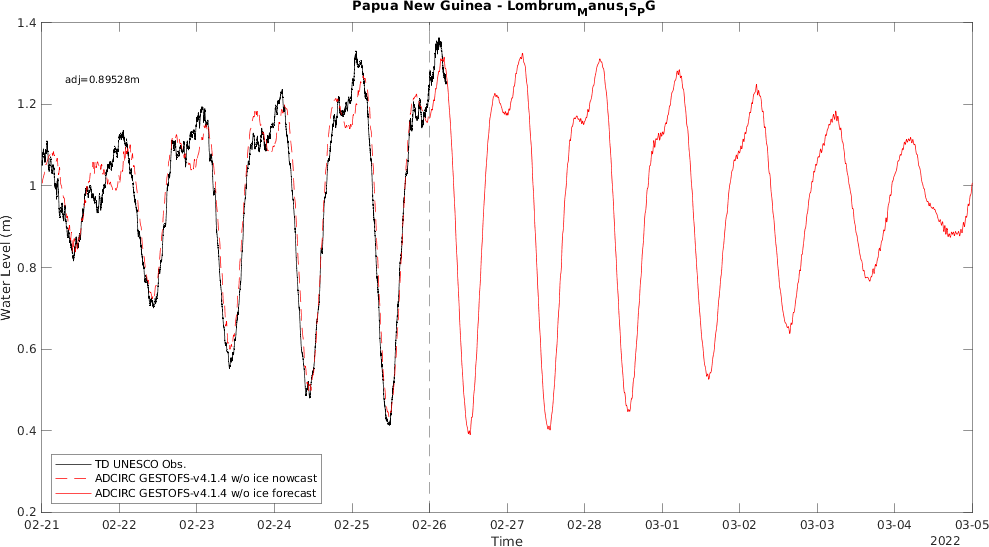 Papua New Guinea - LombrumManusIsPG
1.4
adj=0.89528m
1.2
1
0.8
0.6
0.4
0.2
Water Level (m)
TD UNESCO Obs.
ADCIRC GESTOFS-v4.1.4 w/o ice nowcast
ADCIRC GESTOFS-v4.1.4 w/o ice forecast
02-21 02-22 02-23 02-24 02-25 02-26 02-27 02-28 03-01 03-02 03-03 03-04 03-05
Time
2022